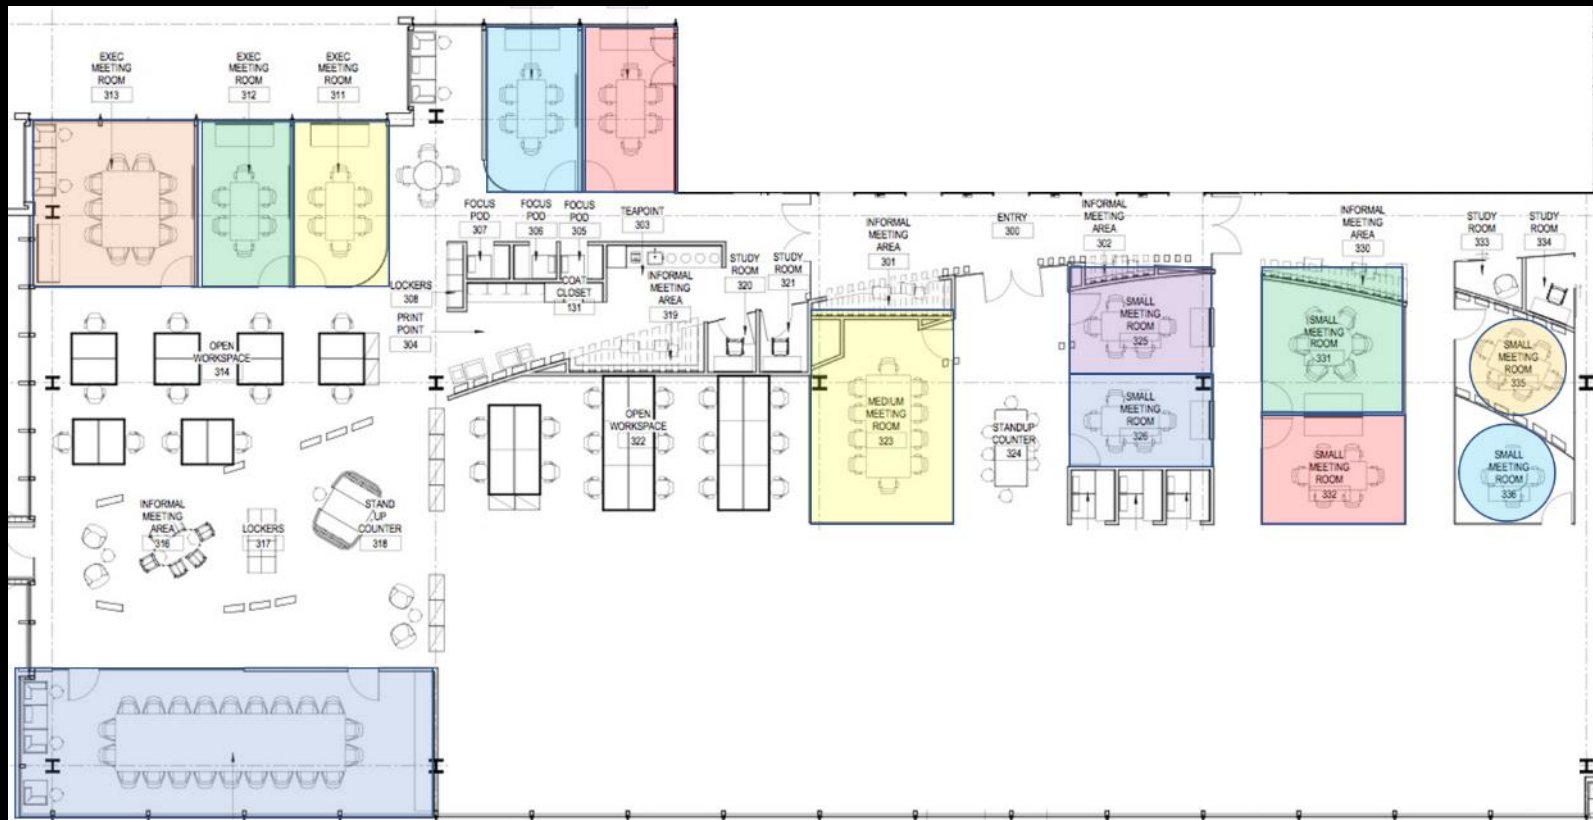 EXEC
MEETING
ROOM
313
EXEC
MEETING
ROOM
312
EXEC
MEETING
ROOM
311
FOCUS
POD
307
FOCUS
POD
306
FOCUS
POD
305
TEAPOINT
303
INFORMAL
MEETING
AREA
301
ENTRY
300
INFORMAL
MEETING
AREA
302
INFORMAL
MEETING
AREA
330
STUDY
ROOM
333
STUDY
ROOM
334
LOCKERS
308
COAT
CLOSET
131
INFORMAL
MEETING
AREA
319
STUDY
ROOM
320
STUDY
ROOM
321
PRINT
POINT
304
OPEN
WORKSPACE
314
SMALL
MEETING
ROOM
325
SMALL
MEETING
ROOM
331
SMALL
MEETING
ROOM
335
OPEN
WORKSPACE
322
MEDIUM
MEETING
ROOM
323
STANDUP
COUNTER
324
SMALL
MEETING
ROOM
326
SMALL
MEETING
ROOM
332
SMALL
MEETING
ROOM
336
INFORMAL
MEETING
AREA
316
LOCKERS
317
STAND
UP
COUNTER
318